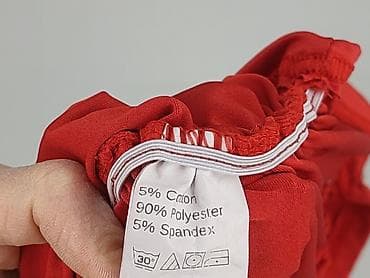 5% Cotton
90% Polyester
5% Spandex
30°